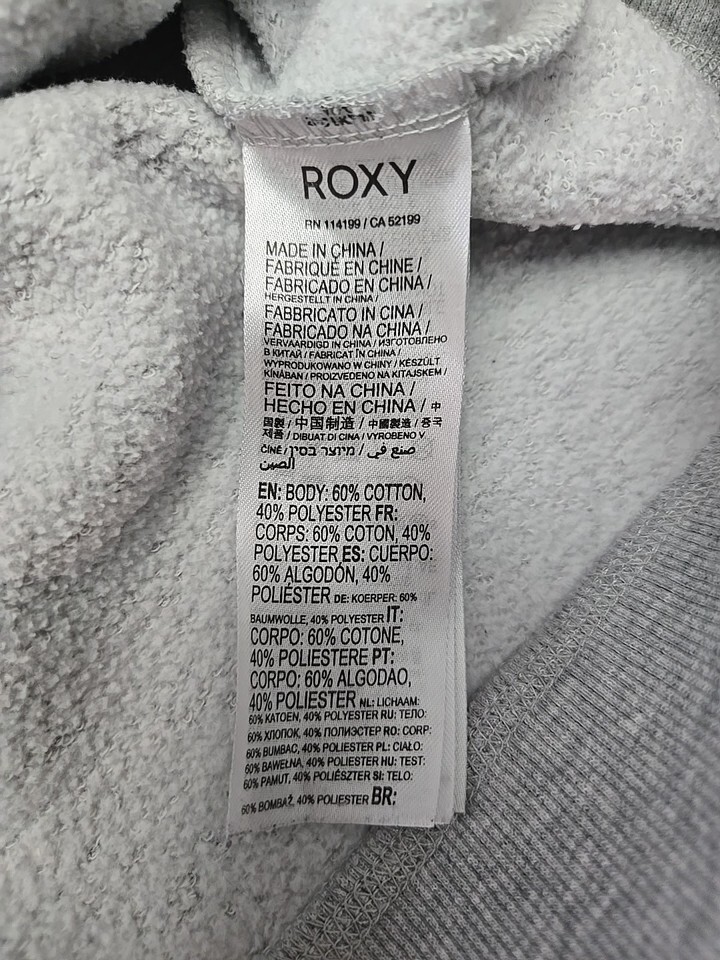 ROXY
RN 114199 / CA 52199
MADE IN CHINA /
FABRIQUÉ EN CHINE /
FABRICADO EN CHINA /
HERGESTELLT IN CHINA /
FABBRICATO IN CINA /
FABRICADO NA CHINA /
VERVAARDIGD IN CHINA / ИЗГОТОВЛЕНО
В КИТАЙ / FABRICAT ÎN CHINA /
WYPRODUKOWANO W CHINY / KÉSZÜLT
KÍNÁBAN / PROIZVEDENO NA KITAJSKEM /
FEITO NA CHINA /
HECHO EN CHINA / 中
国製 / 中国制造 / 中國製造 / 중국
제품 / DIBUAT DI CINA / VYROBENO V
ČÍNĚ / מיוצר בסין / صنع في
الصين
EN: BODY: 60% COTTON,
40% POLYESTER FR:
CORPS: 60% COTON, 40%
POLYESTER ES: CUERPO:
60% ALGODÓN, 40%
POLIÉSTER DE: KOERPER: 60%
BAUMWOLLE, 40% POLYESTER IT:
CORPO: 60% COTONE,
40% POLIESTERE PT:
CORPO: 60% ALGODAO,
40% POLIESTER NL: LICHAAM:
60% KATOEN, 40% POLYESTER RU: ТЕЛО:
60% ХЛОПОК, 40% ПОЛИЭСТЕР RO: CORP:
60% BUMBAC, 40% POLIESTER PL: CIAŁO:
60% BAWEŁNA, 40% POLIESTER HU: TEST:
60% PAMUT, 40% POLIÉSZTER SI: TELO:
60% BOMBAŽ, 40% POLIESTER BR: